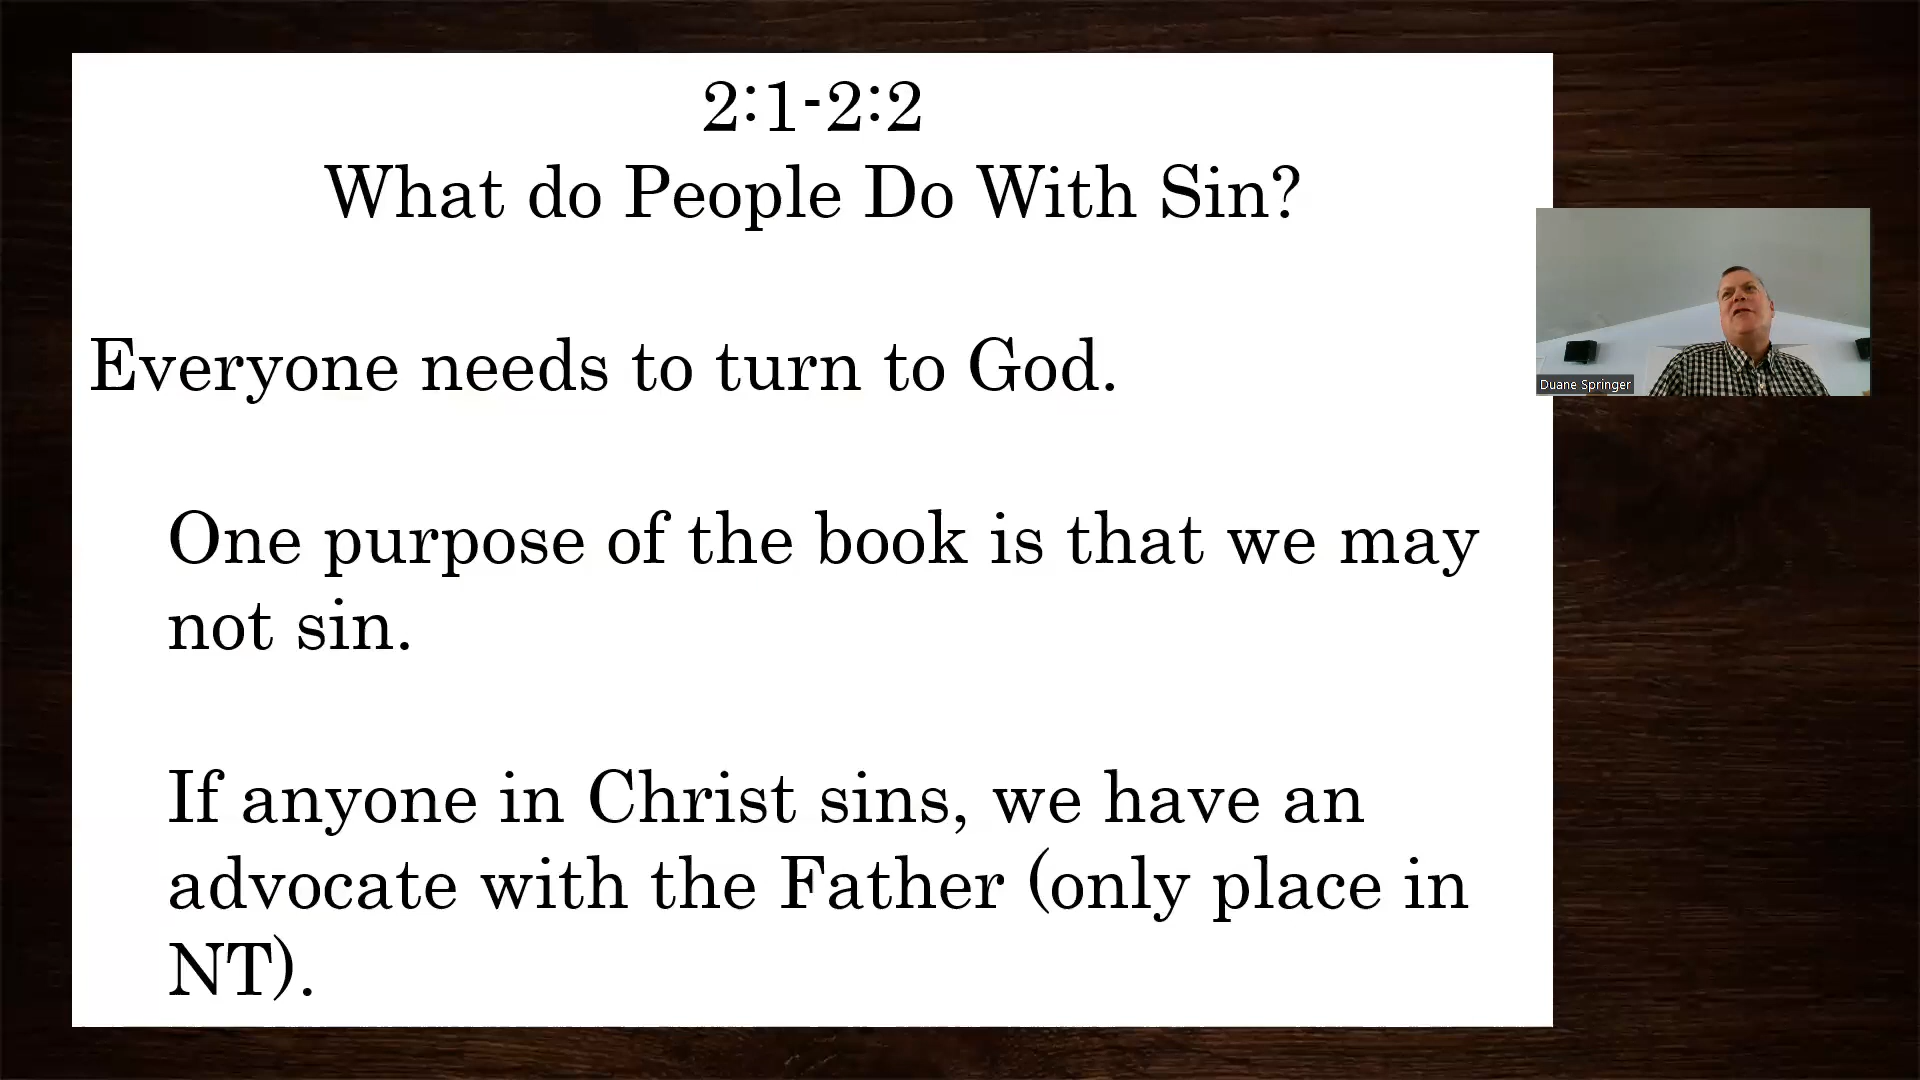 2:1-2:2
What do People Do With Sin?
Everyone needs to turn to God.
One purpose of the book is that we may
not sin.
If anyone in Christ sins, we have an
advocate with the Father (only place in
NT).
Duane Springer